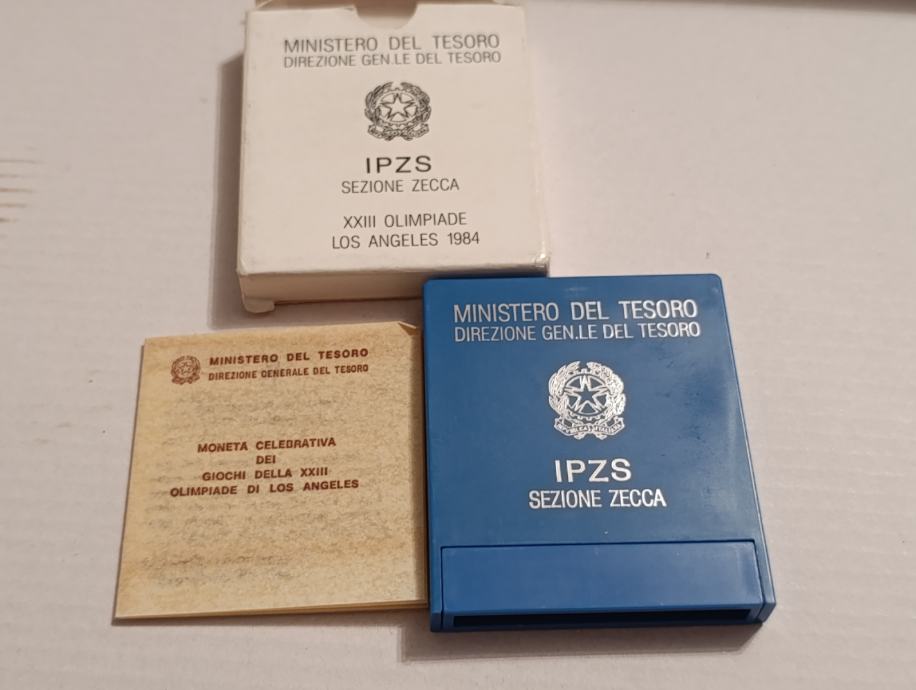 MINISTERO DEL TESORO
DIREZIONE GEN.LE DEL TESORO
IPZS
SEZIONE ZECCA
XXIII OLIMPIADE
LOS ANGELES 1984
MINISTERO DEL TESORO
DIREZIONE GENERALE DEL TESORO
MONETA CELEBRATIVA
DEI
GIOCHI DELLA XXIII
OLIMPIADE DI LOS ANGELES
MINISTERO DEL TESORO
DIREZIONE GEN.LE DEL TESORO
REPVBBLICA ITALIANA
IPZS
SEZIONE ZECCA